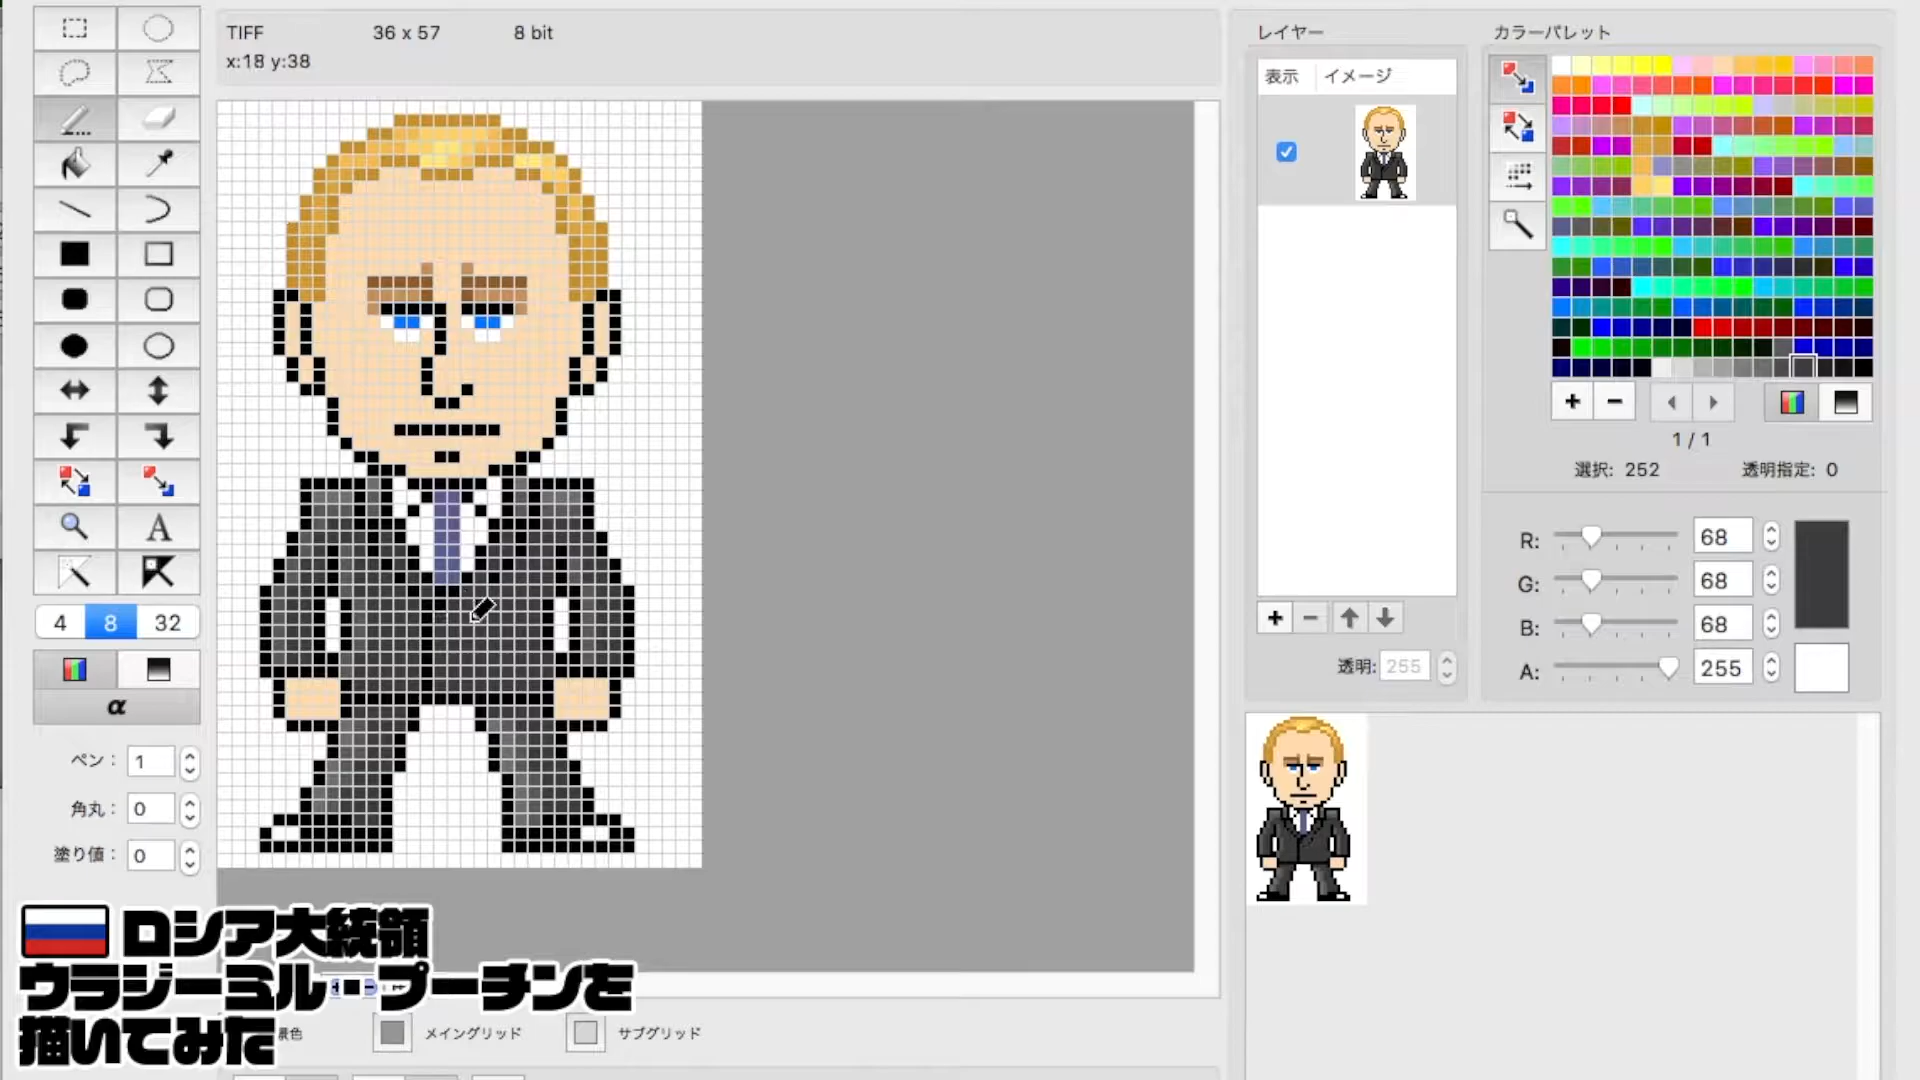 TIFF 36 x 57 8 bit
x:18 y:38
レイヤー
表示 イメージ
カラーパレット
1 / 1
選択: 252 透明指定: 0
R: 68
G: 68
B: 68
A: 255
透明: 255
A
4 8 32
α
ペン: 1
角丸: 0
塗り値: 0
ロシア大統領
ウラジーミル・プーチンを
描いてみた
景色 メイングリッド サブグリッド